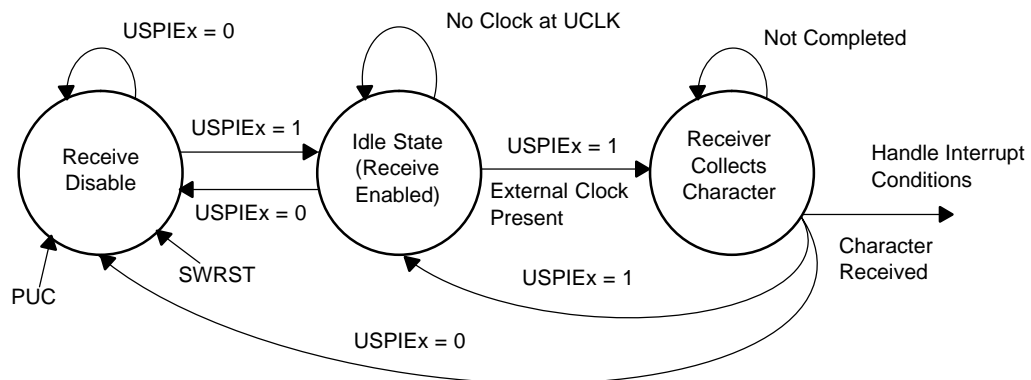 USPIEx = 0
No Clock at UCLK
Not Completed
USPIEx = 1
Receive
Disable
Idle State
(Receive
Enabled)
USPIEx = 1
Receiver
Collects
Character
Handle Interrupt
Conditions
USPIEx = 0
External Clock
Present
Character
Received
PUC
SWRST
USPIEx = 1
USPIEx = 0